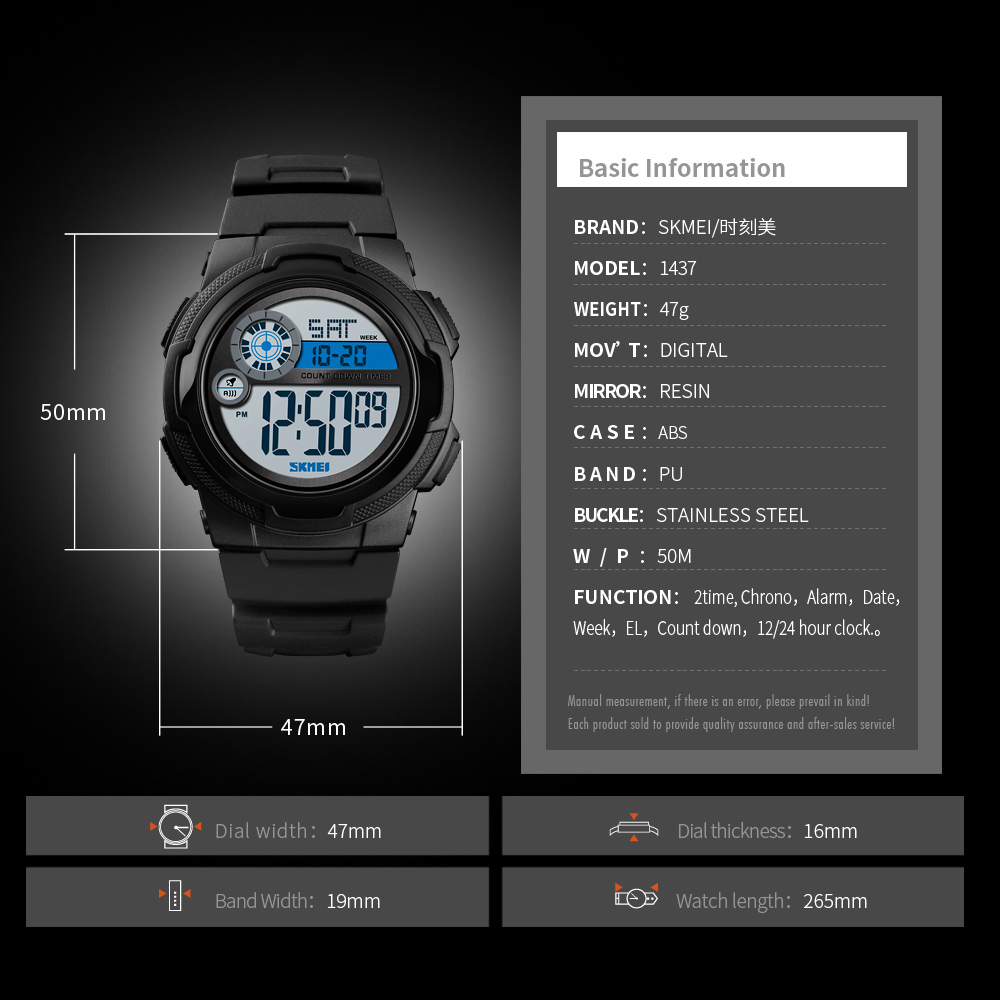 Basic Information
BRAND: SKMEI/时刻美
MODEL: 1437
WEIGHT: 47g
MOV' T: DIGITAL
MIRROR: RESIN
CASE: ABS
BAND: PU
BUCKLE: STAINLESS STEEL
W / P : 50M
FUNCTION: 2time, Chrono，Alarm，Date，
Week，EL，Count down，12/24 hour clock.。
Manual measurement, if there is an error, please prevail in kind!
Each product sold to provide quality assurance and after-sales service!
SAT
WEEK
10-20
COUNT DOWN TIMER
PM
12:50 09
SKMEI
50mm
47mm
Dial width: 47mm
Dial thickness: 16mm
Band Width: 19mm
Watch length: 265mm